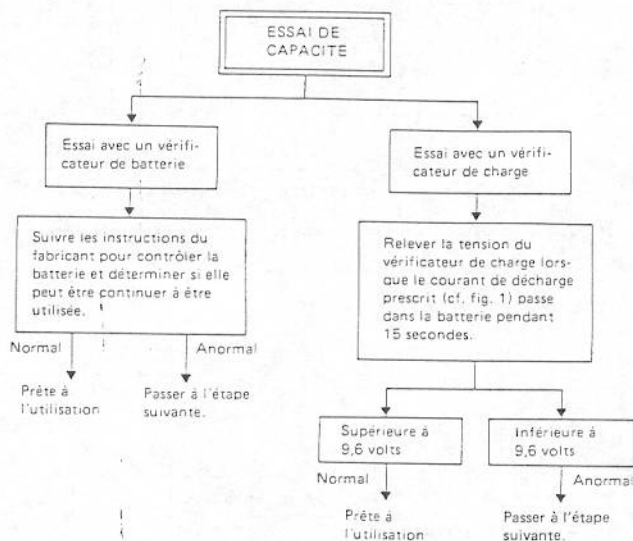 ESSAI DE
CAPACITE
Essai avec un vérifi-
cateur de batterie
Essai avec un vérifi-
cateur de charge
Suivre les instructions du
fabricant pour contrôler la
batterie et déterminer si elle
peut être continuer à être
utilisée.
Relever la tension du
vérificateur de charge lors-
que le courant de décharge
prescrit (cf. fig. 1) passe
dans la batterie pendant
15 secondes.
Normal
Anormal
Prête à
l'utilisation
Passer à l'étape
suivante.
Supérieure à
9,6 volts
Inférieure à
9,6 volts
Normal
Anormal
Prête à
l'utilisation
Passer à l'étape
suivante.